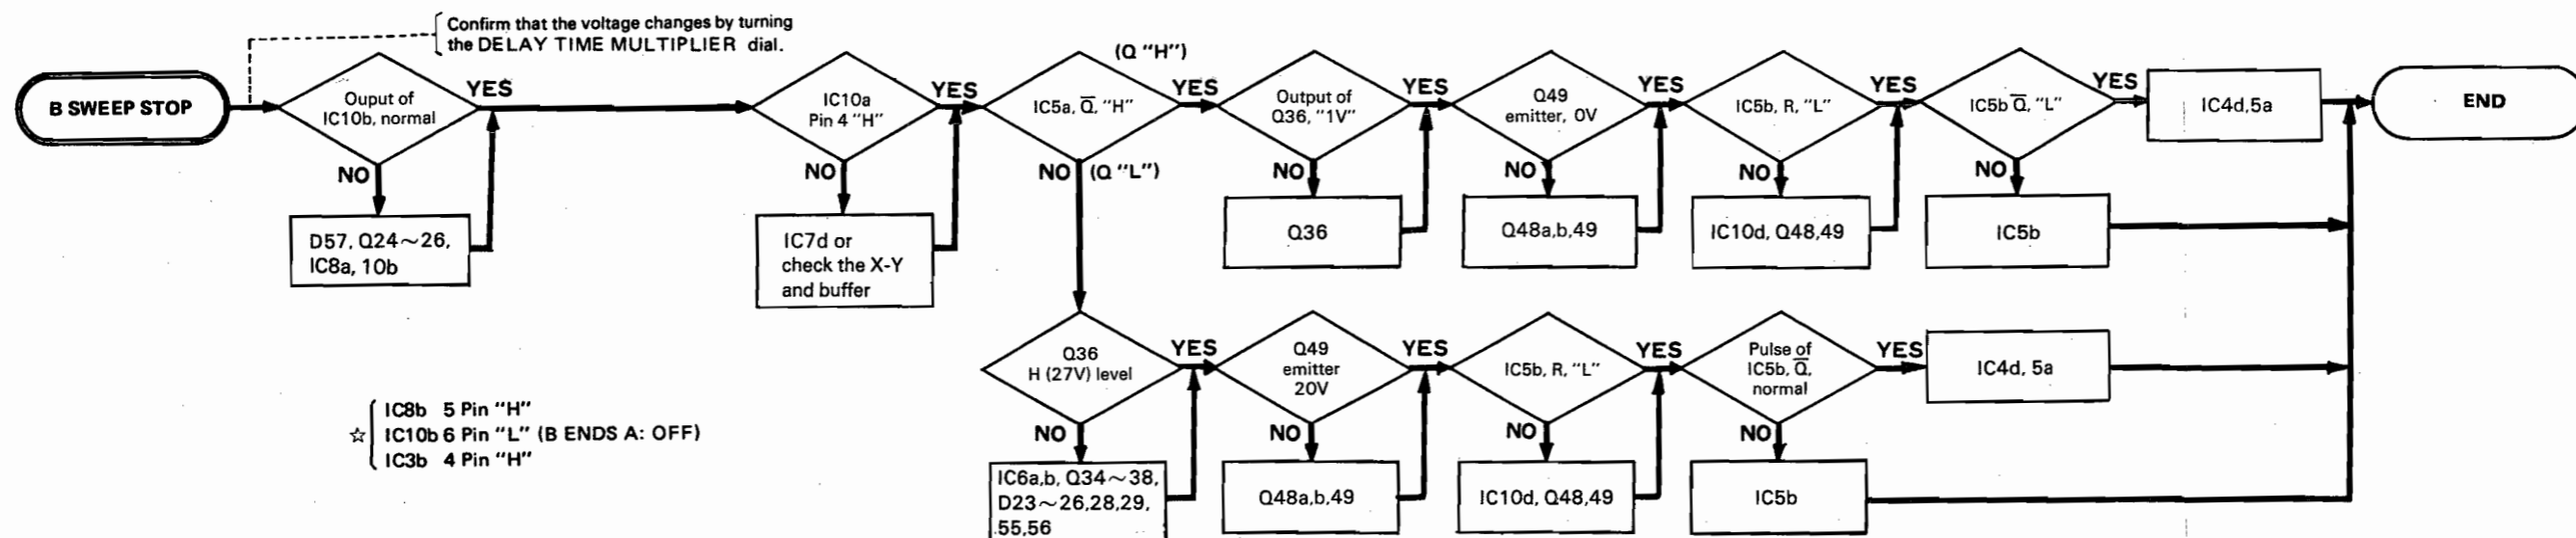 Confirm that the voltage changes by turning
the DELAY TIME MULTIPLIER dial.
B SWEEP STOP
Ouput of
IC10b, normal
YES
NO
D57, Q24~26,
IC8a, 10b
IC10a
Pin 4 “H”
YES
NO
IC7d or
check the X-Y
and buffer
IC5a, Q̅, “H”
(Q “H”)
YES
NO (Q “L”)
Output of
Q36, “1V”
YES
NO
Q36
Q49
emitter, 0V
YES
NO
Q48a,b,49
IC5b, R, “L”
YES
NO
IC10d, Q48,49
IC5b Q̅, “L”
YES
NO
IC5b
IC4d,5a
END
Q36
H (27V) level
YES
NO
IC6a,b, Q34~38,
D23~26,28,29,
55,56
Q49
emitter
20V
YES
NO
Q48a,b,49
IC5b, R, “L”
YES
NO
IC10d, Q48,49
Pulse of
IC5b, Q̅,
normal
YES
NO
IC5b
IC4d, 5a
☆ IC8b 5 Pin “H”
IC10b 6 Pin “L” (B ENDS A: OFF)
IC3b 4 Pin “H”